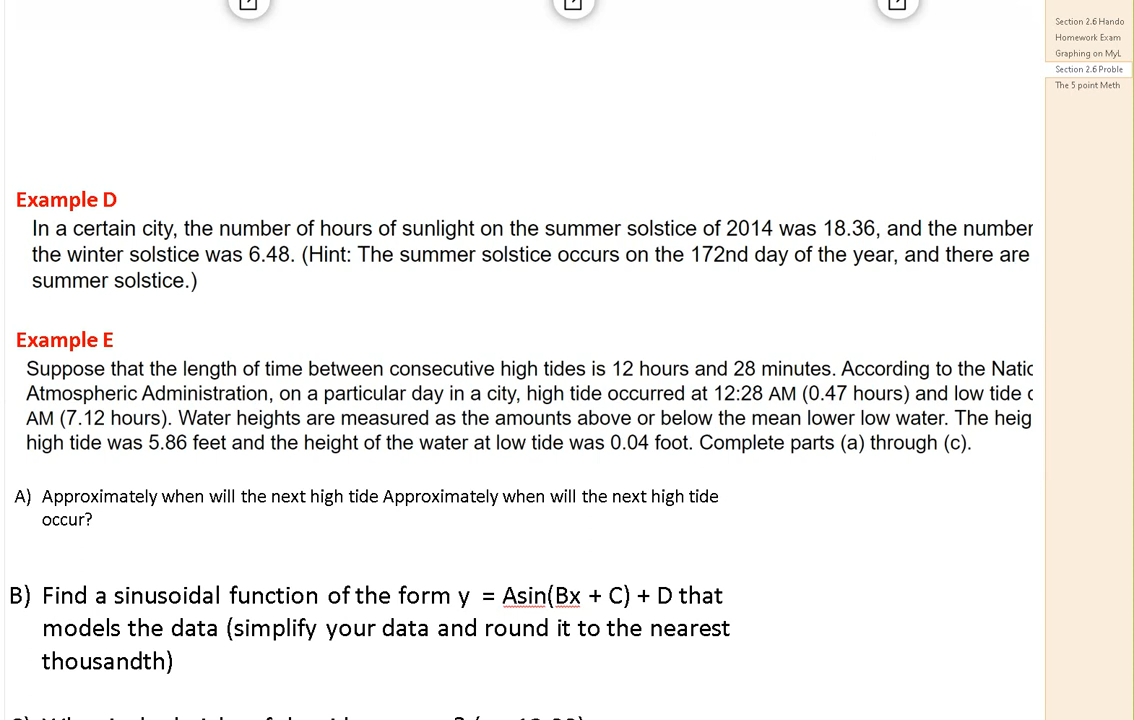 Section 2.6 Hando
Homework Exam
Graphing on MyL
Section 2.6 Proble
The 5 point Meth
Example D
In a certain city, the number of hours of sunlight on the summer solstice of 2014 was 18.36, and the number
the winter solstice was 6.48. (Hint: The summer solstice occurs on the 172nd day of the year, and there are
summer solstice.)
Example E
Suppose that the length of time between consecutive high tides is 12 hours and 28 minutes. According to the Natio
Atmospheric Administration, on a particular day in a city, high tide occurred at 12:28 AM (0.47 hours) and low tide
AM (7.12 hours). Water heights are measured as the amounts above or below the mean lower low water. The heig
high tide was 5.86 feet and the height of the water at low tide was 0.04 foot. Complete parts (a) through (c).
A) Approximately when will the next high tide Approximately when will the next high tide
occur?
B) Find a sinusoidal function of the form y = Asin(Bx + C) + D that
models the data (simplify your data and round it to the nearest
thousandth)